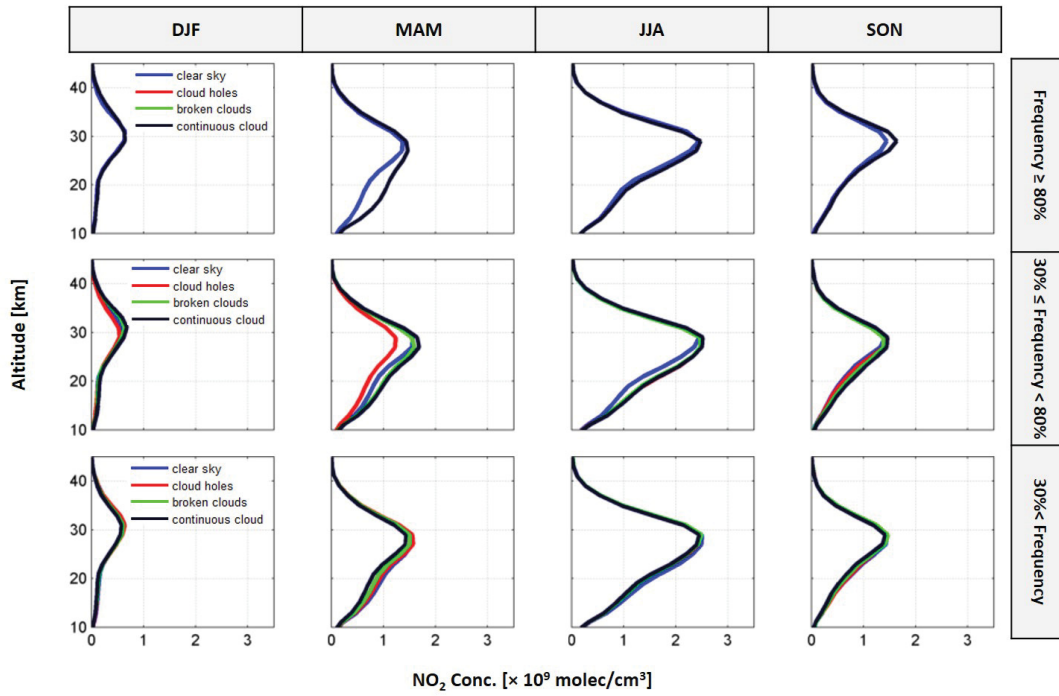 DJF MAM JJA SON
clear sky
cloud holes
broken clouds
continuous cloud
40
30
20
10
Frequency ≥ 80%
clear sky
cloud holes
broken clouds
continuous cloud
40
30
20
10
30% ≤ Frequency < 80%
clear sky
cloud holes
broken clouds
continuous cloud
40
30
20
10
30%< Frequency
0 1 2 3 0 1 2 3 0 1 2 3 0 1 2 3
Altitude [km]
NO₂ Conc. [× 10⁹ molec/cm³]